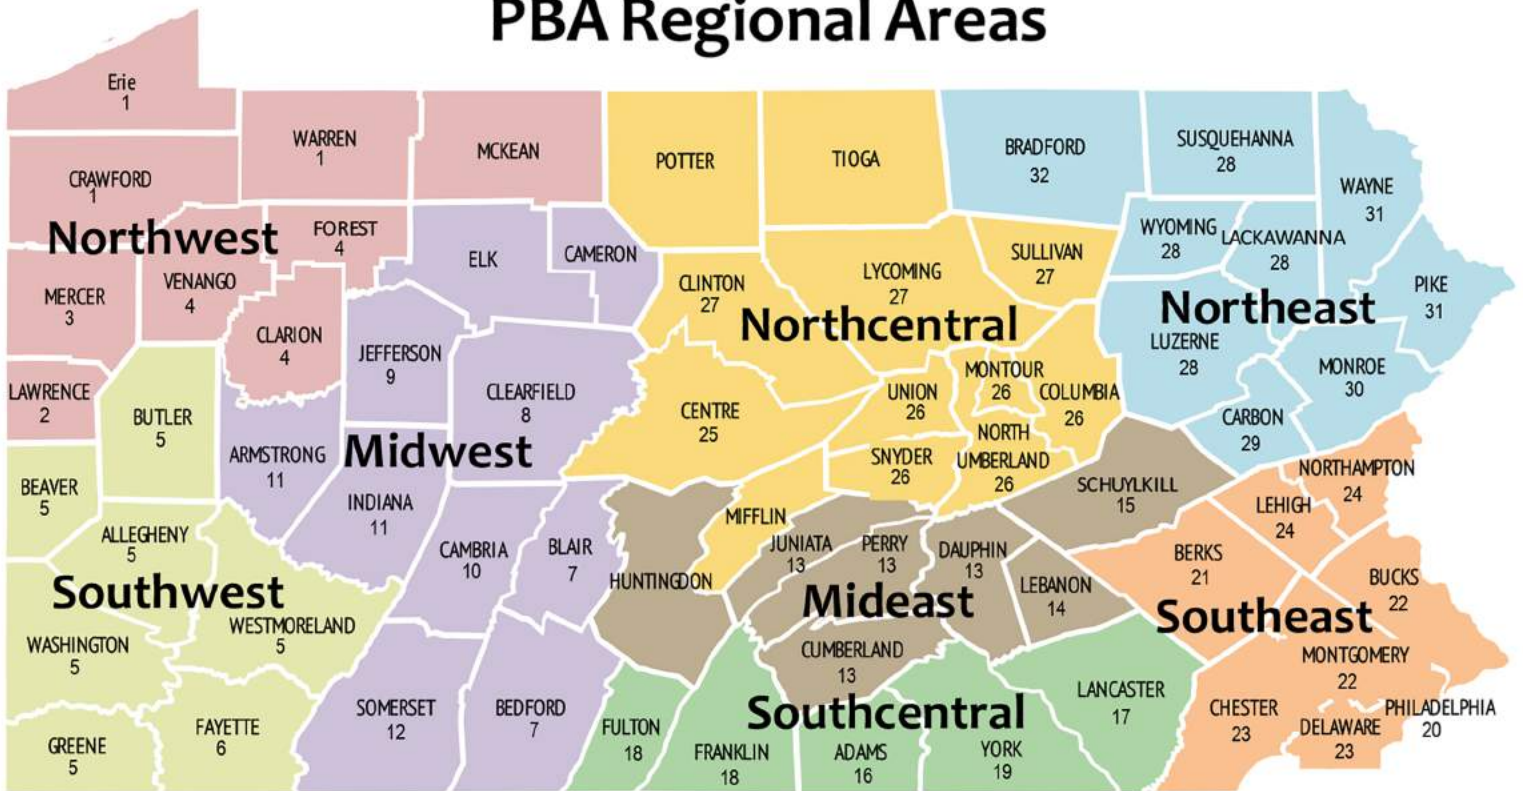 PBA Regional Areas
Erie
1
WARREN
1
MCKEAN
POTTER
TIOGA
BRADFORD
32
SUSQUEHANNA
28
WAYNE
31
CRAWFORD
1
Northwest
FOREST
4
ELK
CAMERON
SULLIVAN
27
WYOMING
28
LACKAWANNA
28
MERCER
3
VENANGO
4
CLINTON
27
LYCOMING
27
Northcentral
Northeast
PIKE
31
CLARION
4
JEFFERSON
9
LUZERNE
28
MONROE
30
LAWRENCE
2
BUTLER
5
CLEARFIELD
8
CENTRE
25
UNION
26
MONTOUR
26
COLUMBIA
26
CARBON
29
ARMSTRONG
11
Midwest
SNYDER
26
NORTH
UMBERLAND
26
NORTHAMPTON
24
BEAVER
5
INDIANA
11
SCHUYLKILL
15
LEHIGH
24
ALLEGHENY
5
CAMBRIA
10
BLAIR
7
HUNTINGDON
MIFFLIN
JUNIATA
13
PERRY
13
DAUPHIN
13
LEBANON
14
BERKS
21
BUCKS
22
Southwest
Mideast
Southeast
WASHINGTON
5
WESTMORELAND
5
CUMBERLAND
13
MONTGOMERY
22
SOMERSET
12
BEDFORD
7
FULTON
18
Southcentral
LANCASTER
17
CHESTER
23
DELAWARE
23
PHILADELPHIA
20
GREENE
5
FAYETTE
6
FRANKLIN
18
ADAMS
16
YORK
19